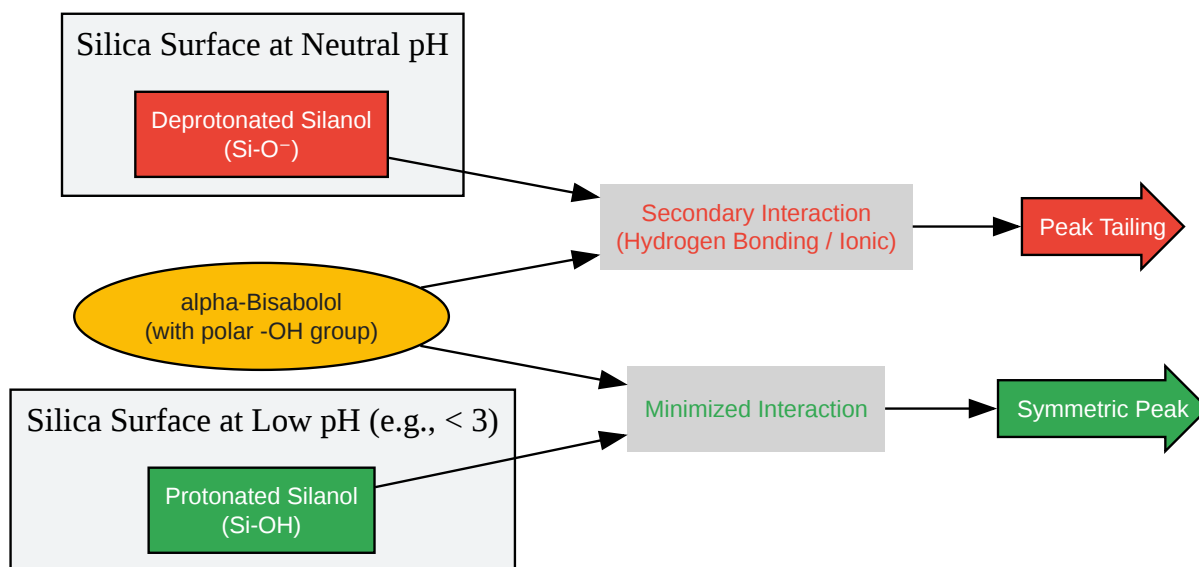 Silica Surface at Neutral pH
Deprotonated Silanol
(Si-O⁻)
Secondary Interaction
(Hydrogen Bonding / Ionic)
Peak Tailing
alpha-Bisabolol
(with polar -OH group)
Silica Surface at Low pH (e.g., < 3)
Minimized Interaction
Symmetric Peak
Protonated Silanol
(Si-OH)